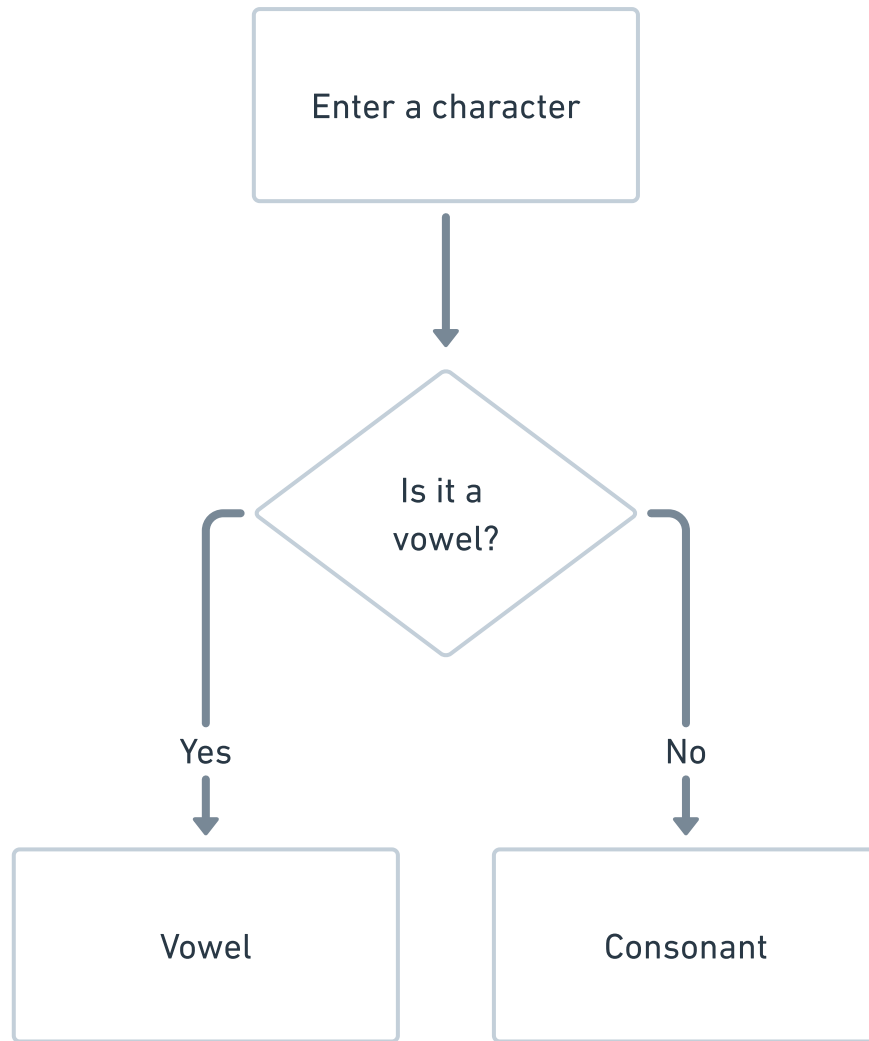 Enter a character
Is it a
vowel?
Yes
No
Vowel
Consonant